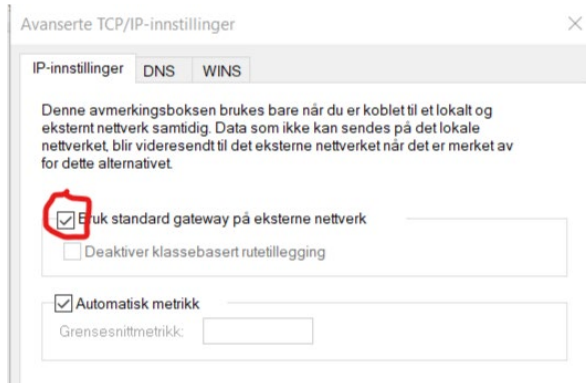 Avanserte TCP/IP-innstillinger
IP-innstillinger DNS WINS
Denne avmerkingsboksen brukes bare når du er koblet til et lokalt og
eksternt nettverk samtidig. Data som ikke kan sendes på det lokale
nettverket, blir videresendt til det eksterne nettverket når det er merket av
for dette alternativet.
Bruk standard gateway på eksterne nettverk
Deaktiver klassebasert rutetillegging
Automatisk metrikk
Grensesnittmetrikk: